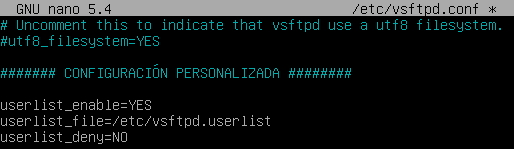 GNU nano 5.4 /etc/vsftpd.conf *
# Uncomment this to indicate that vsftpd use a utf8 filesystem.
#utf8_filesystem=YES
####### CONFIGURACIÓN PERSONALIZADA ########
userlist_enable=YES
userlist_file=/etc/vsftpd.userlist
userlist_deny=NO